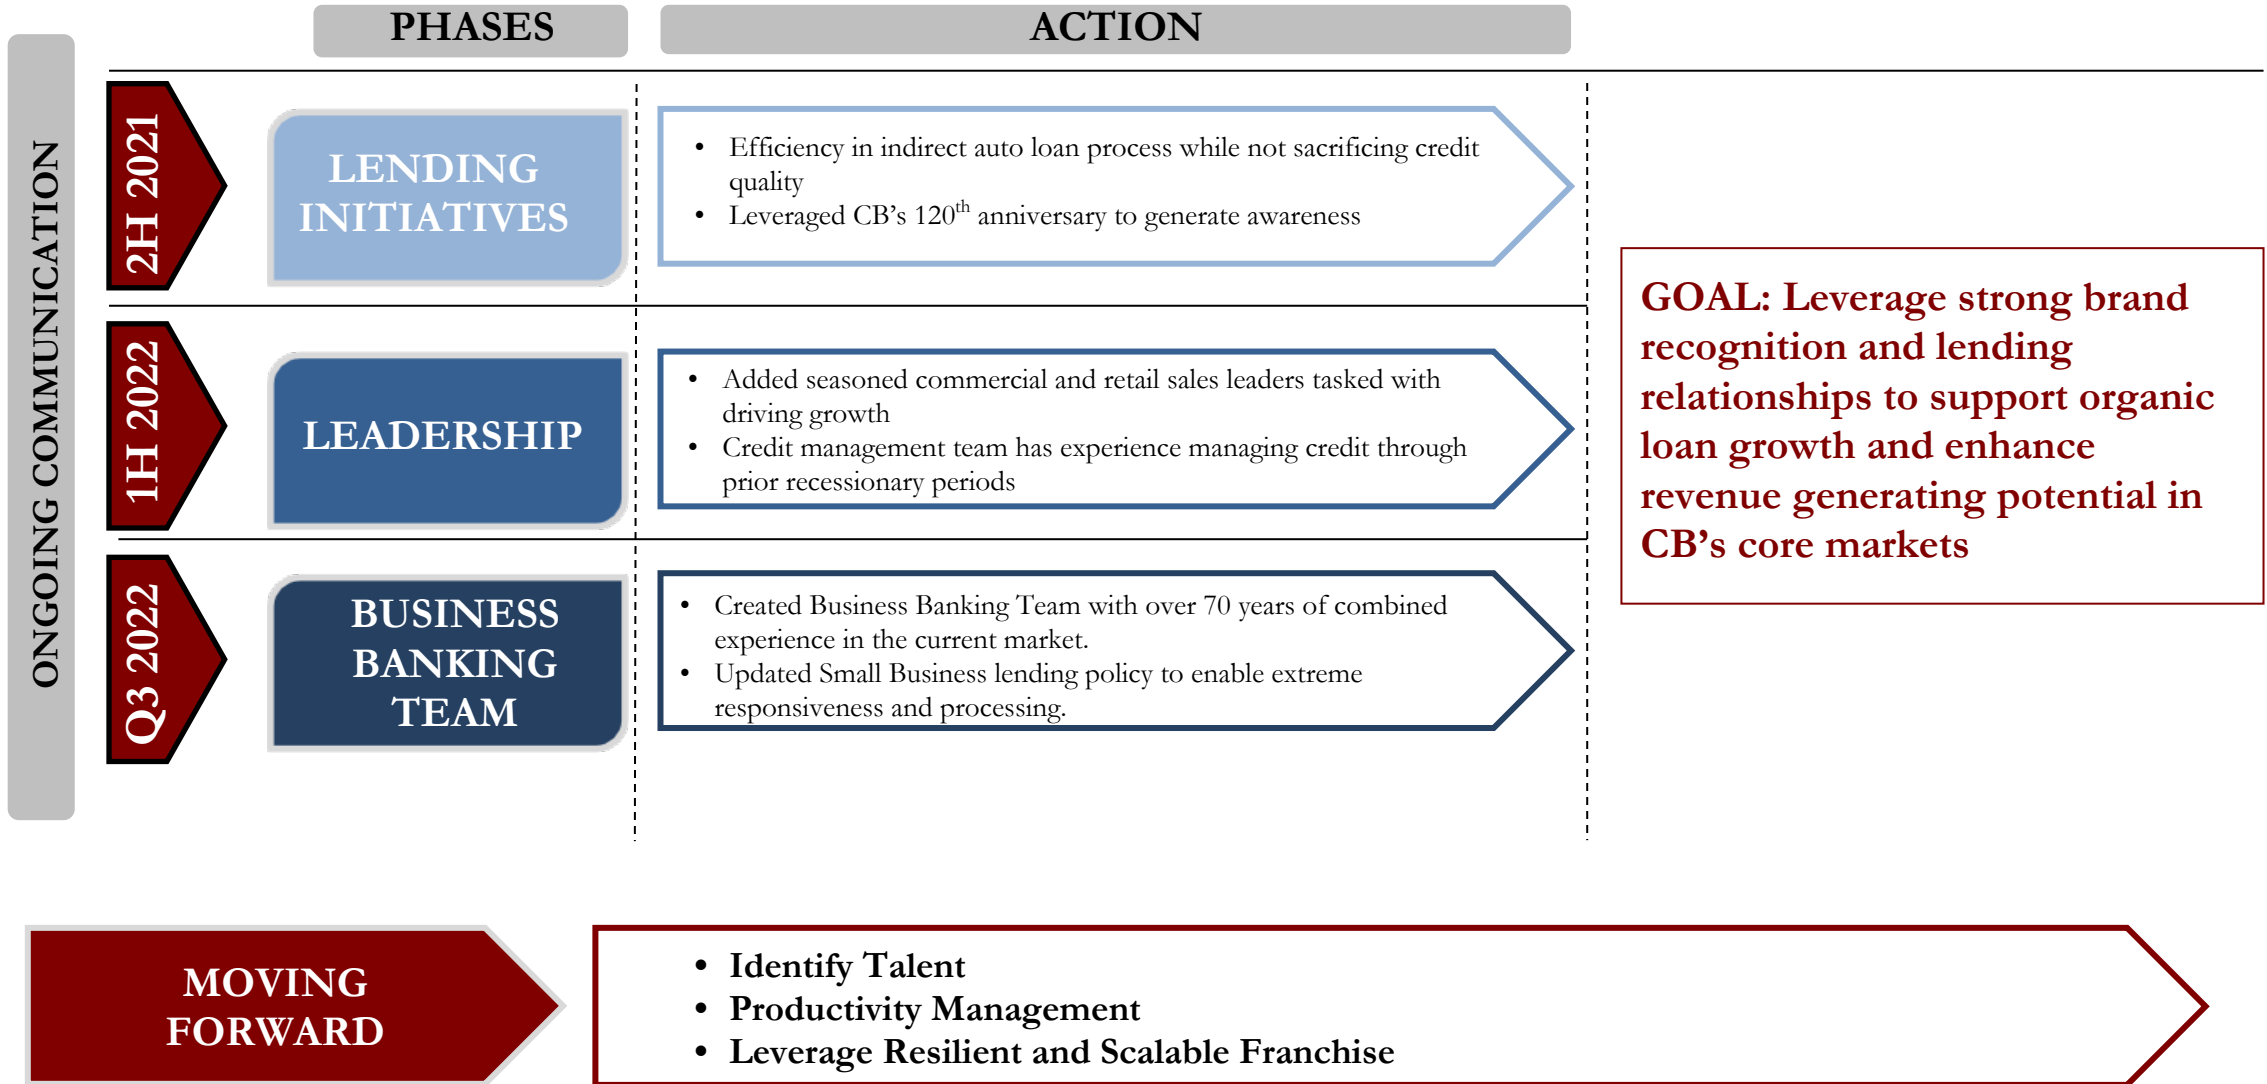 PHASES
ACTION
ONGOING COMMUNICATION
2H 2021
LENDING
INITIATIVES
• Efficiency in indirect auto loan process while not sacrificing credit
quality
• Leveraged CB’s 120th anniversary to generate awareness
1H 2022
LEADERSHIP
• Added seasoned commercial and retail sales leaders tasked with
driving growth
• Credit management team has experience managing credit through
prior recessionary periods
Q3 2022
BUSINESS
BANKING
TEAM
• Created Business Banking Team with over 70 years of combined
experience in the current market.
• Updated Small Business lending policy to enable extreme
responsiveness and processing.
GOAL: Leverage strong brand
recognition and lending
relationships to support organic
loan growth and enhance
revenue generating potential in
CB’s core markets
MOVING
FORWARD
• Identify Talent
• Productivity Management
• Leverage Resilient and Scalable Franchise